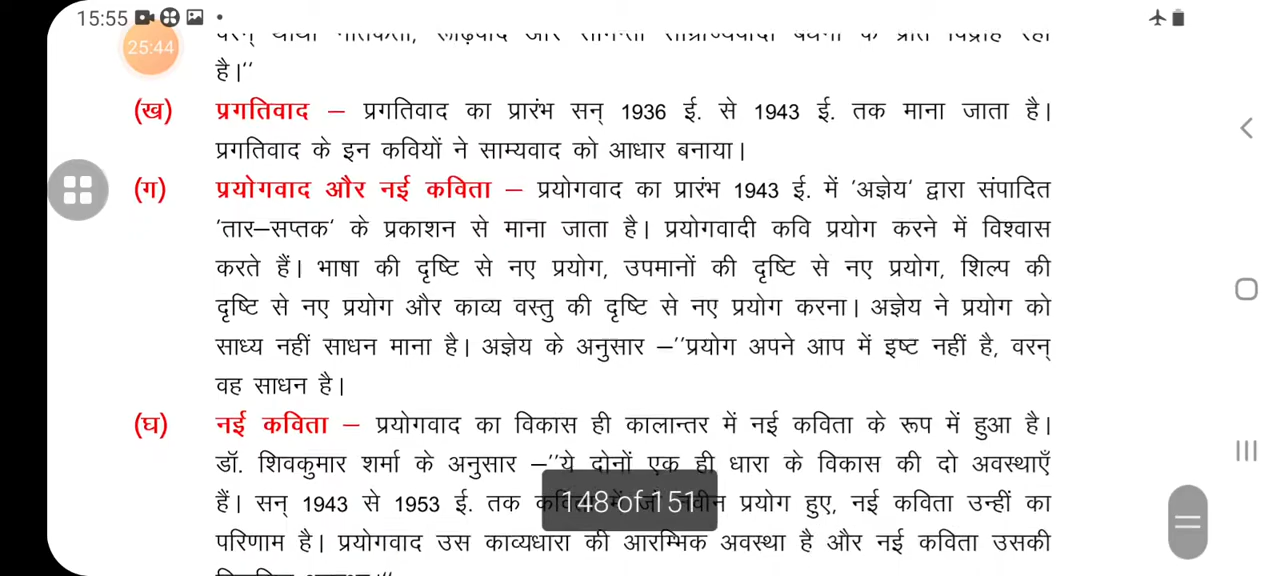 15:55
25:44
है।''
(ख) प्रगतिवाद – प्रगतिवाद का प्रारंभ सन् 1936 ई. से 1943 ई. तक माना जाता है।
प्रगतिवाद के इन कवियों ने साम्यवाद को आधार बनाया।
(ग) प्रयोगवाद और नई कविता – प्रयोगवाद का प्रारंभ 1943 ई. में 'अज्ञेय' द्वारा संपादित
'तार–सप्तक' के प्रकाशन से माना जाता है। प्रयोगवादी कवि प्रयोग करने में विश्वास
करते हैं। भाषा की दृष्टि से नए प्रयोग, उपमानों की दृष्टि से नए प्रयोग, शिल्प की
दृष्टि से नए प्रयोग और काव्य वस्तु की दृष्टि से नए प्रयोग करना। अज्ञेय ने प्रयोग को
साध्य नहीं साधन माना है। अज्ञेय के अनुसार –''प्रयोग अपने आप में इष्ट नहीं है, वरन्
वह साधन है।
(घ) नई कविता – प्रयोगवाद का विकास ही कालान्तर में नई कविता के रूप में हुआ है।
डॉ. शिवकुमार शर्मा के अनुसार –''ये दोनों एक ही धारा के विकास की दो अवस्थाएँ
हैं। सन् 1943 से 1953 ई. तक प्रयोग हुए, नई कविता उन्हीं का
148 of 151
परिणाम है। प्रयोगवाद उस काव्यधारा की आरम्भिक अवस्था है और नई कविता उसकी